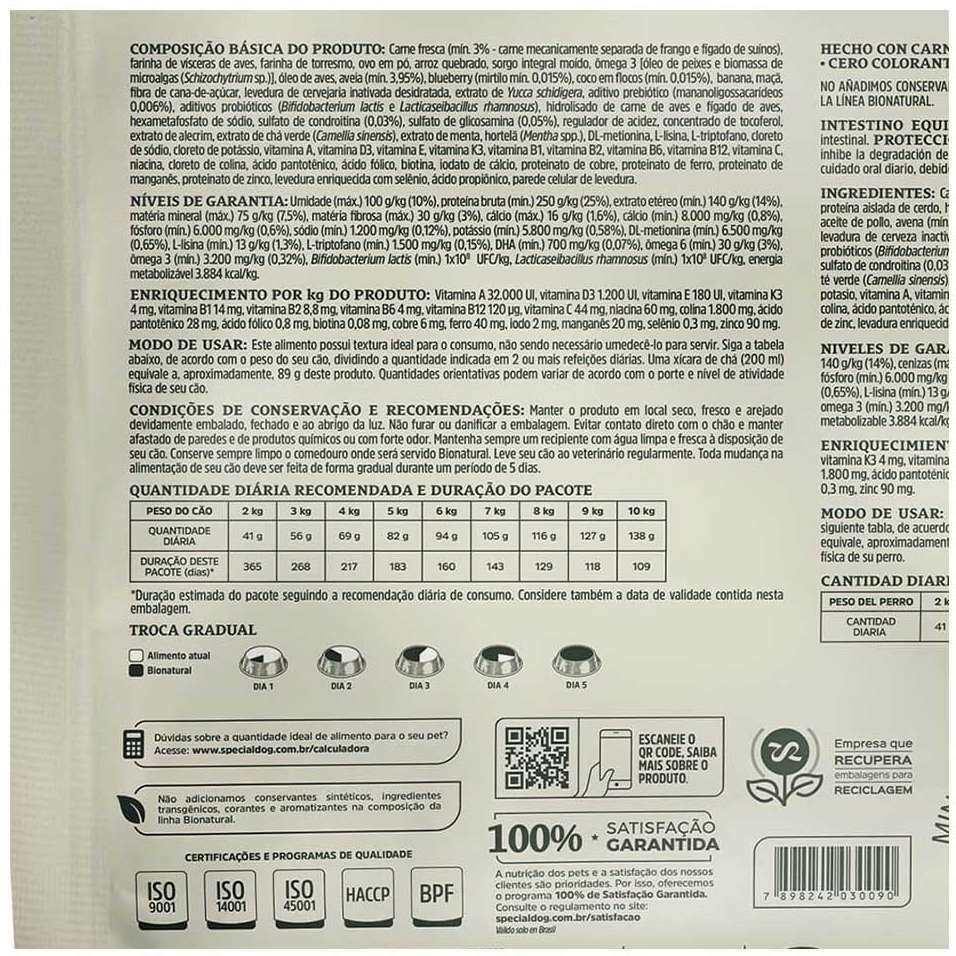 COMPOSIÇÃO BÁSICA DO PRODUTO: Carne fresca (mín. 3% - carne mecanicamente separada de frango e fígado de suínos),
farinha de vísceras de aves, farinha de torresmo, ovo em pó, arroz quebrado, sorgo integral moído, ômega 3 [óleo de peixes e biomassa de
microalgas (Schizochytrium sp.)], óleo de aves, aveia (mín. 3,95%), blueberry (mirtilo mín. 0,015%), coco em flocos (mín. 0,015%), banana, maçã,
fibra de cana-de-açúcar, levedura de cervejaria inativada desidratada, extrato de Yucca schidigera, aditivo prebiótico (mananoligossacarídeos
0,006%), aditivos probióticos (Bifidobacterium lactis e Lacticaseibacillus rhamnosus), hidrolisado de carne de aves e fígado de aves,
hexametafosfato de sódio, sulfato de condroitina (0,03%), sulfato de glicosamina (0,05%), regulador de acidez, concentrado de tocoferol,
extrato de alecrim, extrato de chá verde (Camellia sinensis), extrato de menta, hortelã (Mentha spp.), DL-metionina, L-lisina, L-triptofano, cloreto
de sódio, cloreto de potássio, vitamina A, vitamina D3, vitamina E, vitamina K3, vitamina B1, vitamina B2, vitamina B6, vitamina B12, vitamina C,
niacina, cloreto de colina, ácido pantotênico, ácido fólico, biotina, iodato de cálcio, proteinato de cobre, proteinato de ferro, proteinato de
manganês, proteinato de zinco, levedura enriquecida com selênio, ácido propiônico, parede celular de levedura.
NÍVEIS DE GARANTIA: Umidade (máx.) 100 g/kg (10%), proteína bruta (mín.) 250 g/kg (25%), extrato etéreo (mín.) 140 g/kg (14%),
matéria mineral (máx.) 75 g/kg (7,5%), matéria fibrosa (máx.) 30 g/kg (3%), cálcio (máx.) 16 g/kg (1,6%), cálcio (mín.) 8.000 mg/kg (0,8%),
fósforo (mín.) 6.000 mg/kg (0,6%), sódio (mín.) 1.200 mg/kg (0,12%), potássio (mín.) 5.800 mg/kg (0,58%), DL-metionina (mín.) 6.500 mg/kg
(0,65%), L-lisina (mín.) 13 g/kg (1,3%), L-triptofano (mín.) 1.500 mg/kg (0,15%), DHA (mín.) 700 mg/kg (0,07%), ômega 6 (mín.) 30 g/kg (3%),
ômega 3 (mín.) 3.200 mg/kg (0,32%), Bifidobacterium lactis (mín.) 1x10⁸ UFC/kg, Lacticaseibacillus rhamnosus (mín.) 1x10⁸ UFC/kg, energia
metabolizável 3.884 kcal/kg.
ENRIQUECIMENTO POR kg DO PRODUTO: Vitamina A 32.000 UI, vitamina D3 1.200 UI, vitamina E 180 UI, vitamina K3
4 mg, vitamina B1 14 mg, vitamina B2 8,8 mg, vitamina B6 4 mg, vitamina B12 120 µg, vitamina C 44 mg, niacina 60 mg, colina 1.800 mg, ácido
pantotênico 28 mg, ácido fólico 0,8 mg, biotina 0,08 mg, cobre 6 mg, ferro 40 mg, iodo 2 mg, manganês 20 mg, selênio 0,3 mg, zinco 90 mg.
MODO DE USAR: Este alimento possui textura ideal para o consumo, não sendo necessário umedecê-lo para servir. Siga a tabela
abaixo, de acordo com o peso do seu cão, dividindo a quantidade indicada em 2 ou mais refeições diárias. Uma xícara de chá (200 ml)
equivale a, aproximadamente, 89 g deste produto. Quantidades orientativas podem variar de acordo com o porte e nível de atividade
física de seu cão.
CONDIÇÕES DE CONSERVAÇÃO E RECOMENDAÇÕES: Manter o produto em local seco, fresco e arejado
devidamente embalado, fechado e ao abrigo da luz. Não furar ou danificar a embalagem. Evitar contato direto com o chão e manter
afastado de paredes e de produtos químicos ou com forte odor. Mantenha sempre um recipiente com água limpa e fresca à disposição de
seu cão. Conserve sempre limpo o comedouro onde será servido Bionatural. Leve seu cão ao veterinário regularmente. Toda mudança na
alimentação de seu cão deve ser feita de forma gradual durante um período de 5 dias.
QUANTIDADE DIÁRIA RECOMENDADA E DURAÇÃO DO PACOTE
PESO DO CÃO 2 kg 3 kg 4 kg 5 kg 6 kg 7 kg 8 kg 9 kg 10 kg
QUANTIDADE DIÁRIA 41 g 56 g 69 g 82 g 94 g 105 g 116 g 127 g 138 g
DURAÇÃO DESTE PACOTE (dias)* 365 268 217 183 160 143 129 118 109
*Duração estimada do pacote seguindo a recomendação diária de consumo. Considere também a data de validade contida nesta
embalagem.
TROCA GRADUAL
Alimento atual
Bionatural
DIA 1 DIA 2 DIA 3 DIA 4 DIA 5
Dúvidas sobre a quantidade ideal de alimento para o seu pet?
Acesse: www.specialdog.com.br/calculadora
Não adicionamos conservantes sintéticos, ingredientes
transgênicos, corantes e aromatizantes na composição da
linha Bionatural.
CERTIFICAÇÕES E PROGRAMAS DE QUALIDADE
ISO 9001
ISO 14001
ISO 45001
HACCP
BPF
ESCANEIE O
QR CODE, SAIBA
MAIS SOBRE O
PRODUTO.
100% * SATISFAÇÃO
GARANTIDA
A nutrição dos pets e a satisfação dos nossos
clientes são prioridades. Por isso, oferecemos
o programa 100% de Satisfação Garantida.
Consulte o regulamento no site:
specialdog.com.br/satisfacao
Válido solo en Brasil
Empresa que
RECUPERA
embalagens para
RECICLAGEM
7 898242 030090
HECHO CON CARN
• CERO COLORANT
NO AÑADIMOS CONSERVA
LA LÍNEA BIONATURAL.
INTESTINO EQUI
intestinal. PROTECCI
inhibe la degradación de
cuidado oral diario, debid
INGREDIENTES: Ca
proteína aislada de cerdo, h
aceite de pollo, avena (mín
levadura de cerveza inactiv
probióticos (Bifidobacterium
sulfato de condroitina (0,03
té verde (Camellia sinensis)
potasio, vitamina A, vitamin
colina, ácido pantoténico, ác
de zinc, levadura enriquecid
NIVELES DE GARA
140 g/kg (14%), cenizas (má
fósforo (mín.) 6.000 mg/kg
(0,65%), L-lisina (mín.) 13 g/
omega 3 (mín.) 3.200 mg/k
metabolizable 3.884 kcal/kg
ENRIQUECIMIENT
vitamina K3 4 mg, vitamina
1.800 mg, ácido pantoténic
0,3 mg, zinc 90 mg.
MODO DE USAR:
siguiente tabla, de acuerdo
equivale, aproximadament
física de su perro.
CANTIDAD DIARI
PESO DEL PERRO 2 k
CANTIDAD DIARIA 41
MIN